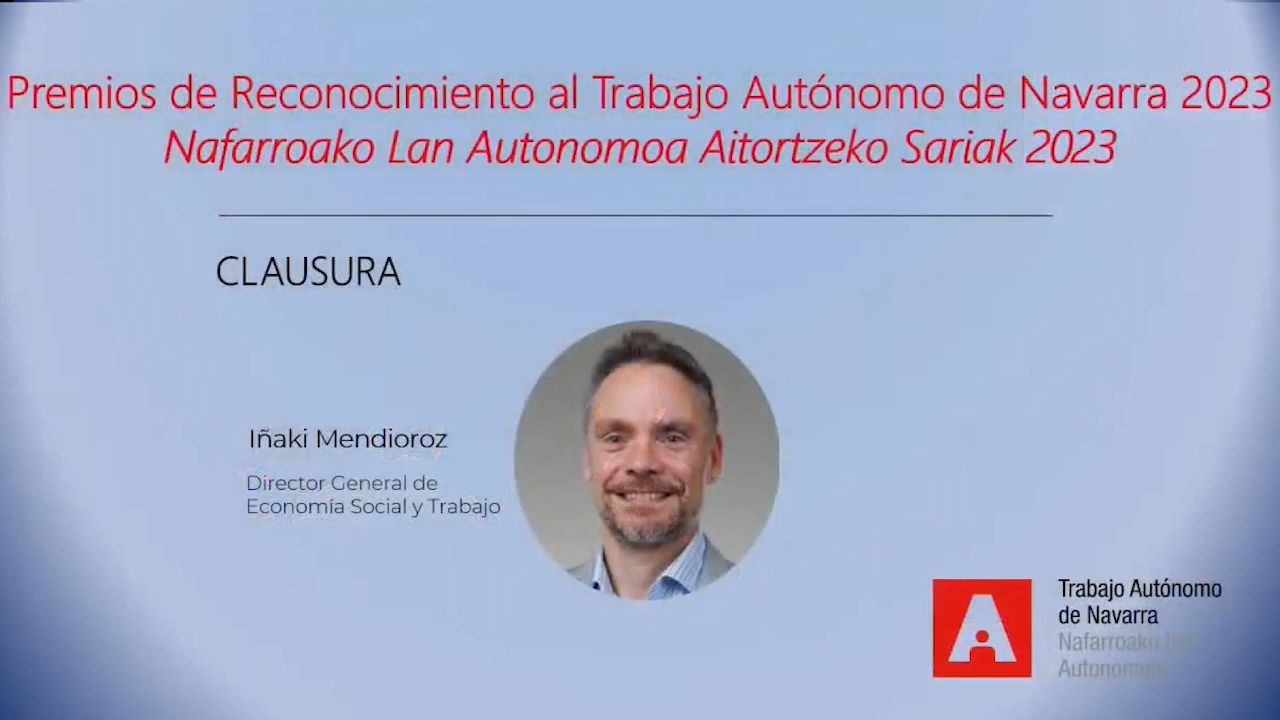 Premios de Reconocimiento al Trabajo Autónomo de Navarra 2023
Nafarroako Lan Autonomoa Aitortzeko Sariak 2023
CLAUSURA
Iñaki Mendioroz
Director General de
Economía Social y Trabajo
Trabajo Autónomo
de Navarra
Nafarroako